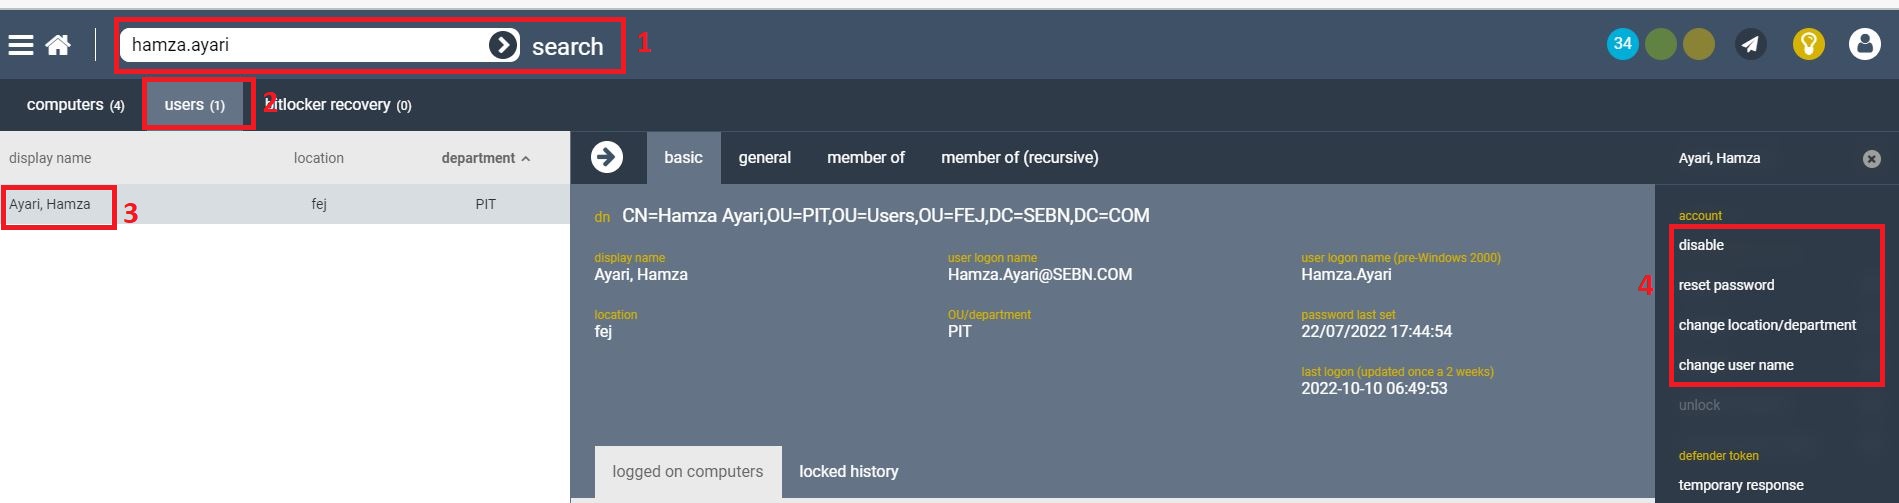 hamza.ayari search 1 34
computers (4) users (1) 2 bitlocker recovery (0)
display name location department
Ayari, Hamza fej PIT
3
basic general member of member of (recursive)
dn CN=Hamza Ayari,OU=PIT,OU=Users,OU=FEJ,DC=SEBN,DC=COM
display name user logon name user logon name (pre-Windows 2000)
Ayari, Hamza Hamza.Ayari@SEBN.COM Hamza.Ayari
location OU/department password last set
fej PIT 22/07/2022 17:44:54
last logon (updated once a 2 weeks)
2022-10-10 06:49:53
logged on computers locked history
Ayari, Hamza
account
disable
4
reset password
change location/department
change user name
unlock
defender token
temporary response